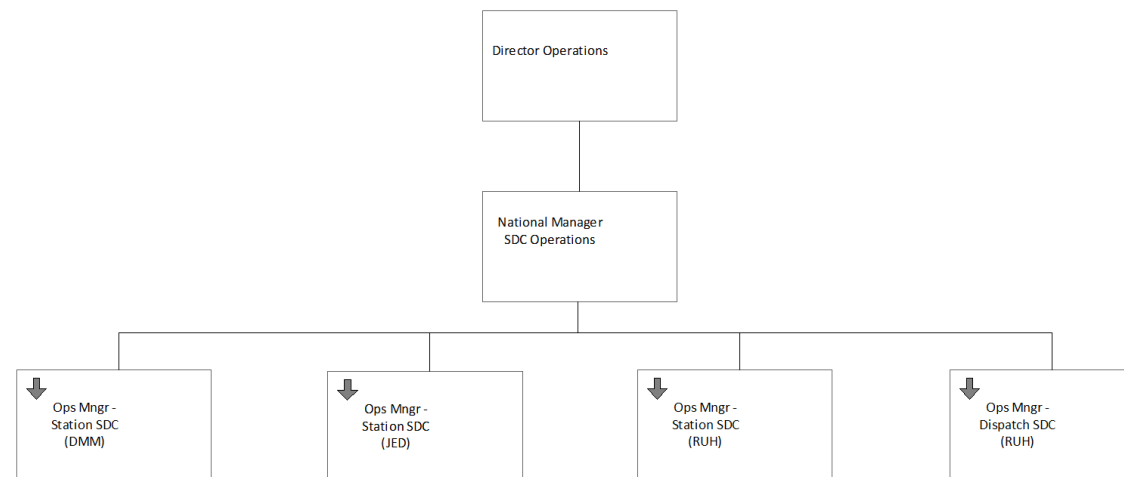 Director Operations
National Manager
SDC Operations
Ops Mngr -
Station SDC
(DMM)
Ops Mngr -
Station SDC
(JED)
Ops Mngr -
Station SDC
(RUH)
Ops Mngr -
Dispatch SDC
(RUH)